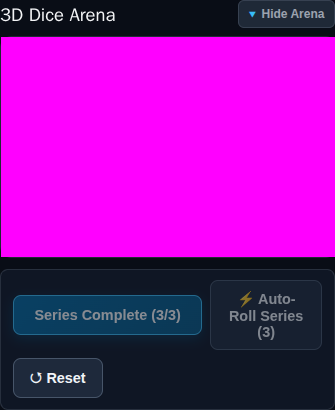 3D Dice Arena
▼ Hide Arena
Series Complete (3/3)
⚡ Auto-
Roll Series
(3)
↺ Reset